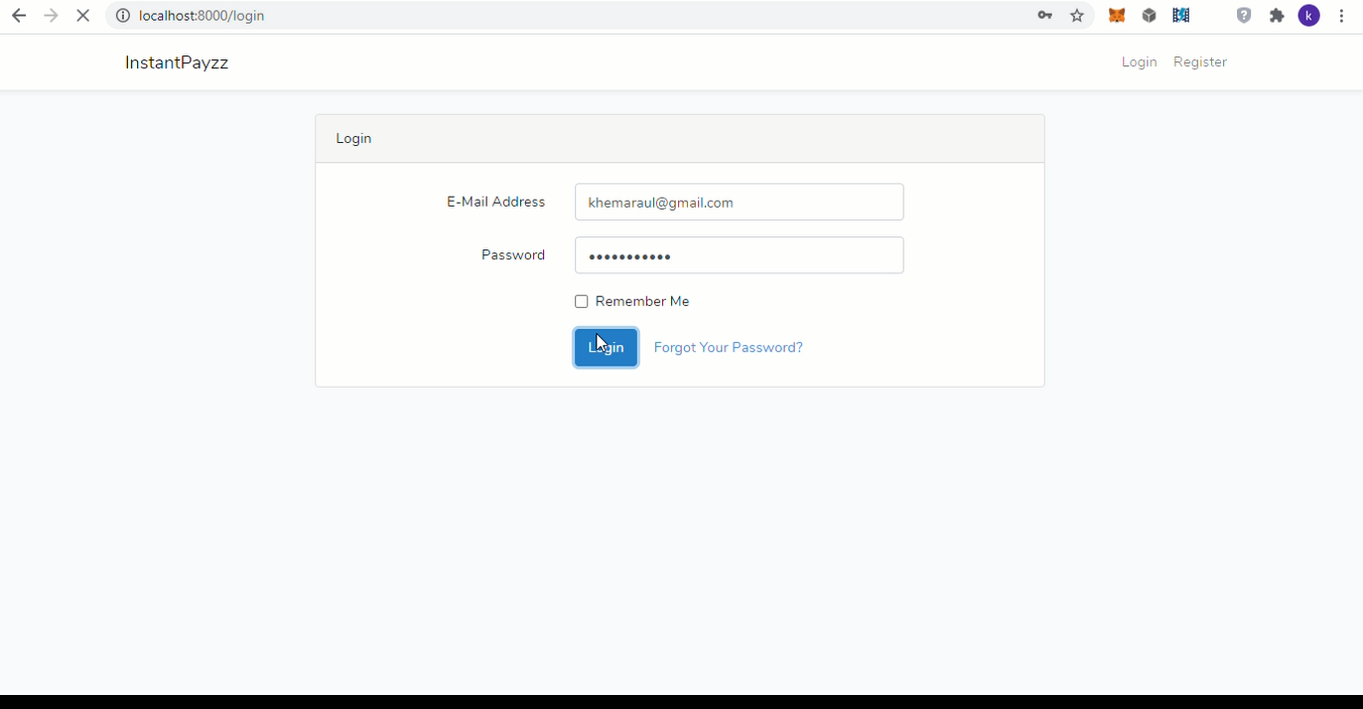 localhost:8000/login
k
InstantPayzz
Login Register
Login
E-Mail Address khemaraul@gmail.com
Password •••••••••••
Remember Me
Login Forgot Your Password?